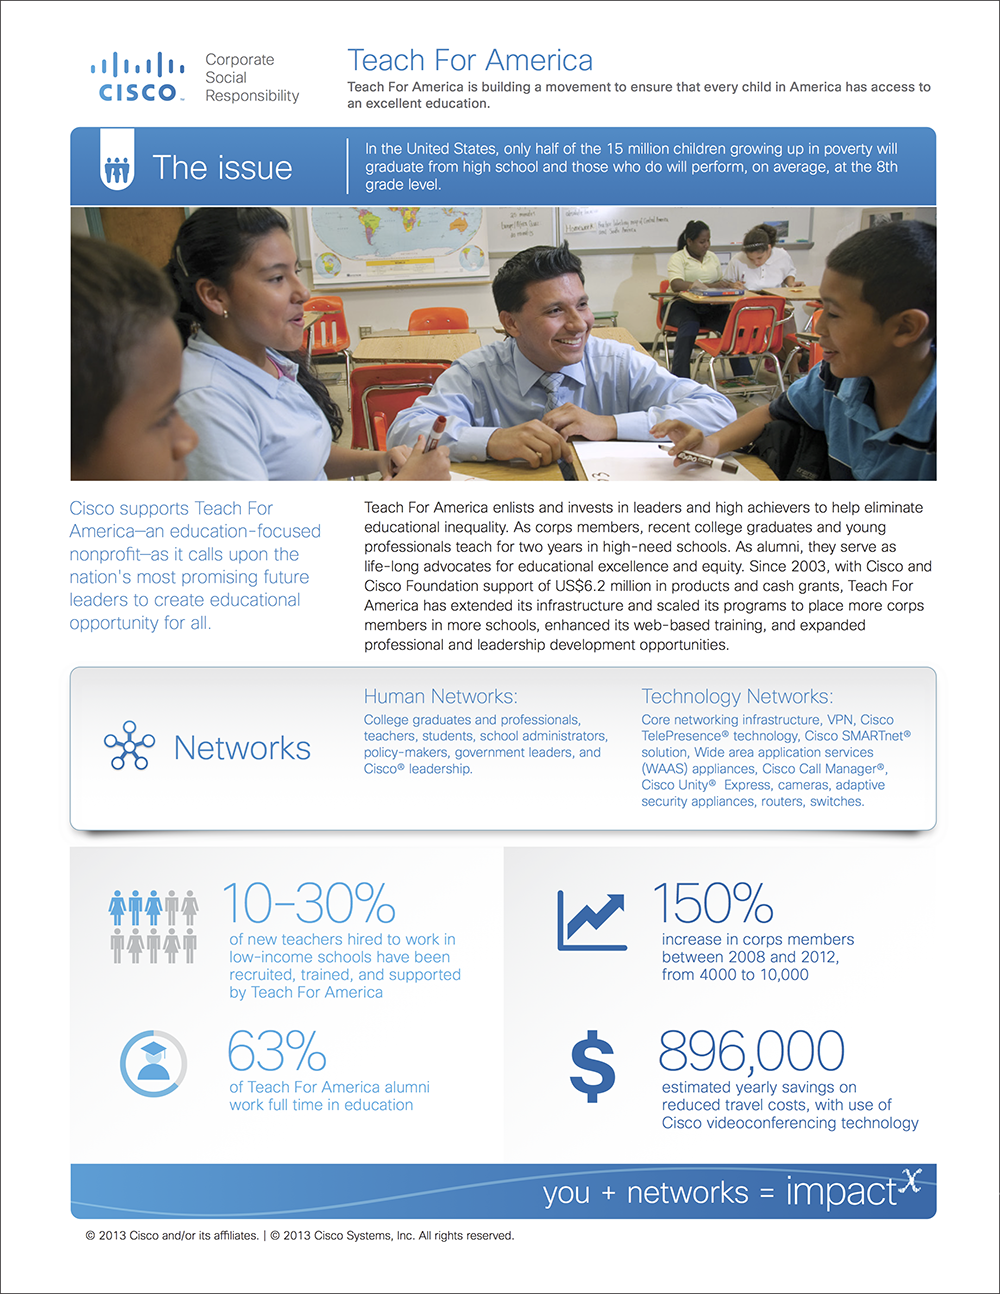 CISCO
Corporate
Social
Responsibility
Teach For America
Teach For America is building a movement to ensure that every child in America has access to
an excellent education.
The issue
In the United States, only half of the 15 million children growing up in poverty will
graduate from high school and those who do will perform, on average, at the 8th
grade level.
Cisco supports Teach For
America—an education-focused
nonprofit—as it calls upon the
nation's most promising future
leaders to create educational
opportunity for all.
Teach For America enlists and invests in leaders and high achievers to help eliminate
educational inequality. As corps members, recent college graduates and young
professionals teach for two years in high-need schools. As alumni, they serve as
life-long advocates for educational excellence and equity. Since 2003, with Cisco and
Cisco Foundation support of US$6.2 million in products and cash grants, Teach For
America has extended its infrastructure and scaled its programs to place more corps
members in more schools, enhanced its web-based training, and expanded
professional and leadership development opportunities.
Networks
Human Networks:
College graduates and professionals,
teachers, students, school administrators,
policy-makers, government leaders, and
Cisco® leadership.
Technology Networks:
Core networking infrastructure, VPN, Cisco
TelePresence® technology, Cisco SMARTnet®
solution, Wide area application services
(WAAS) appliances, Cisco Call Manager®,
Cisco Unity® Express, cameras, adaptive
security appliances, routers, switches.
10–30%
of new teachers hired to work in
low-income schools have been
recruited, trained, and supported
by Teach For America
150%
increase in corps members
between 2008 and 2012,
from 4000 to 10,000
63%
of Teach For America alumni
work full time in education
$ 896,000
estimated yearly savings on
reduced travel costs, with use of
Cisco videoconferencing technology
you + networks = impactx
© 2013 Cisco and/or its affiliates. | © 2013 Cisco Systems, Inc. All rights reserved.